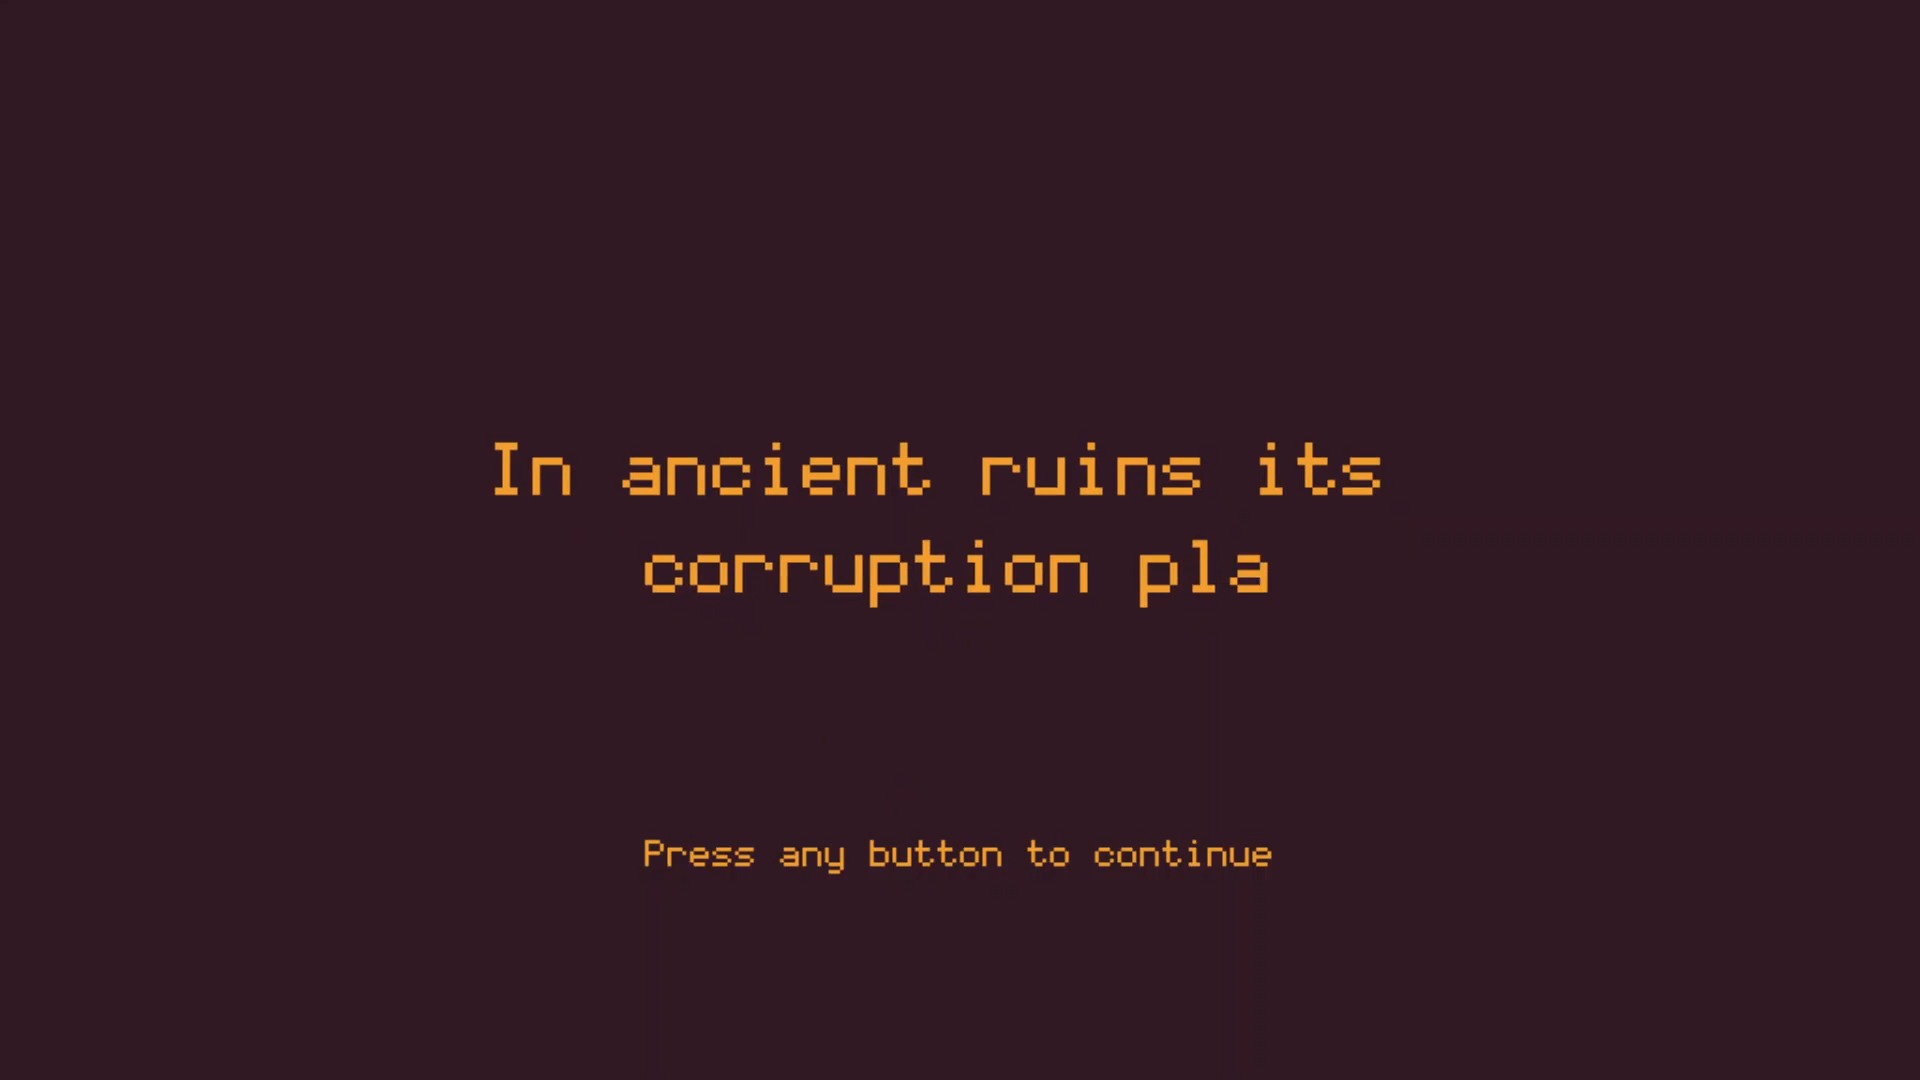 In ancient ruins its
corruption pla
Press any button to continue